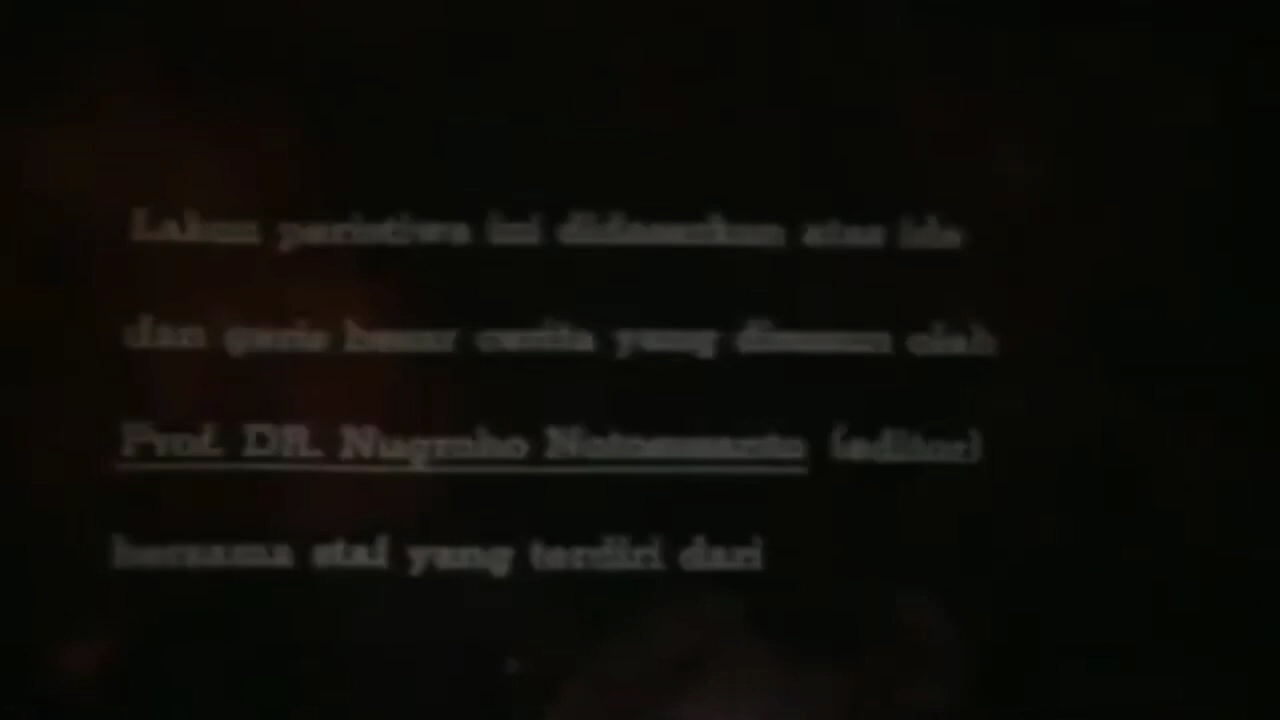 Lakon peristiwa ini didasarkan atas ide
dan garis besar cerita yang disusun oleh
Prof. DR. Nugroho Notosusanto (editor)
bersama staf yang terdiri dari